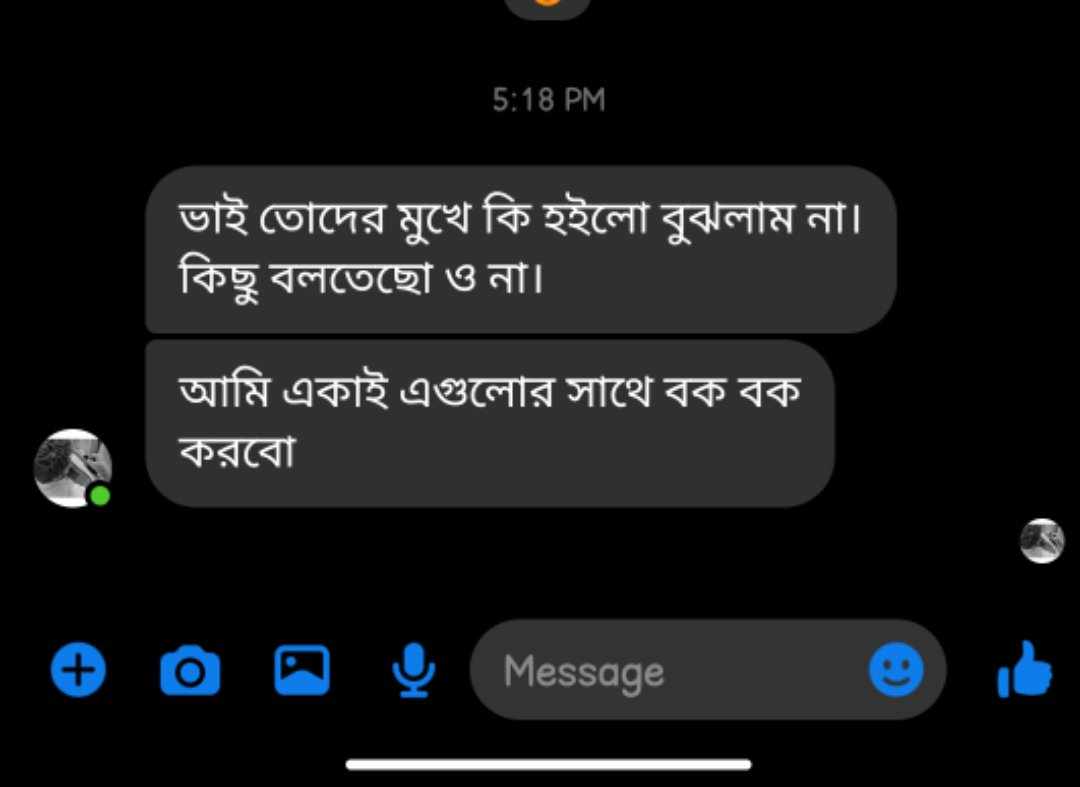 5:18 PM
ভাই তোদের মুখে কি হইলো বুঝলাম না।
কিছু বলতেছো ও না।
আমি একাই এগুলোর সাথে বক বক
করবো
Message